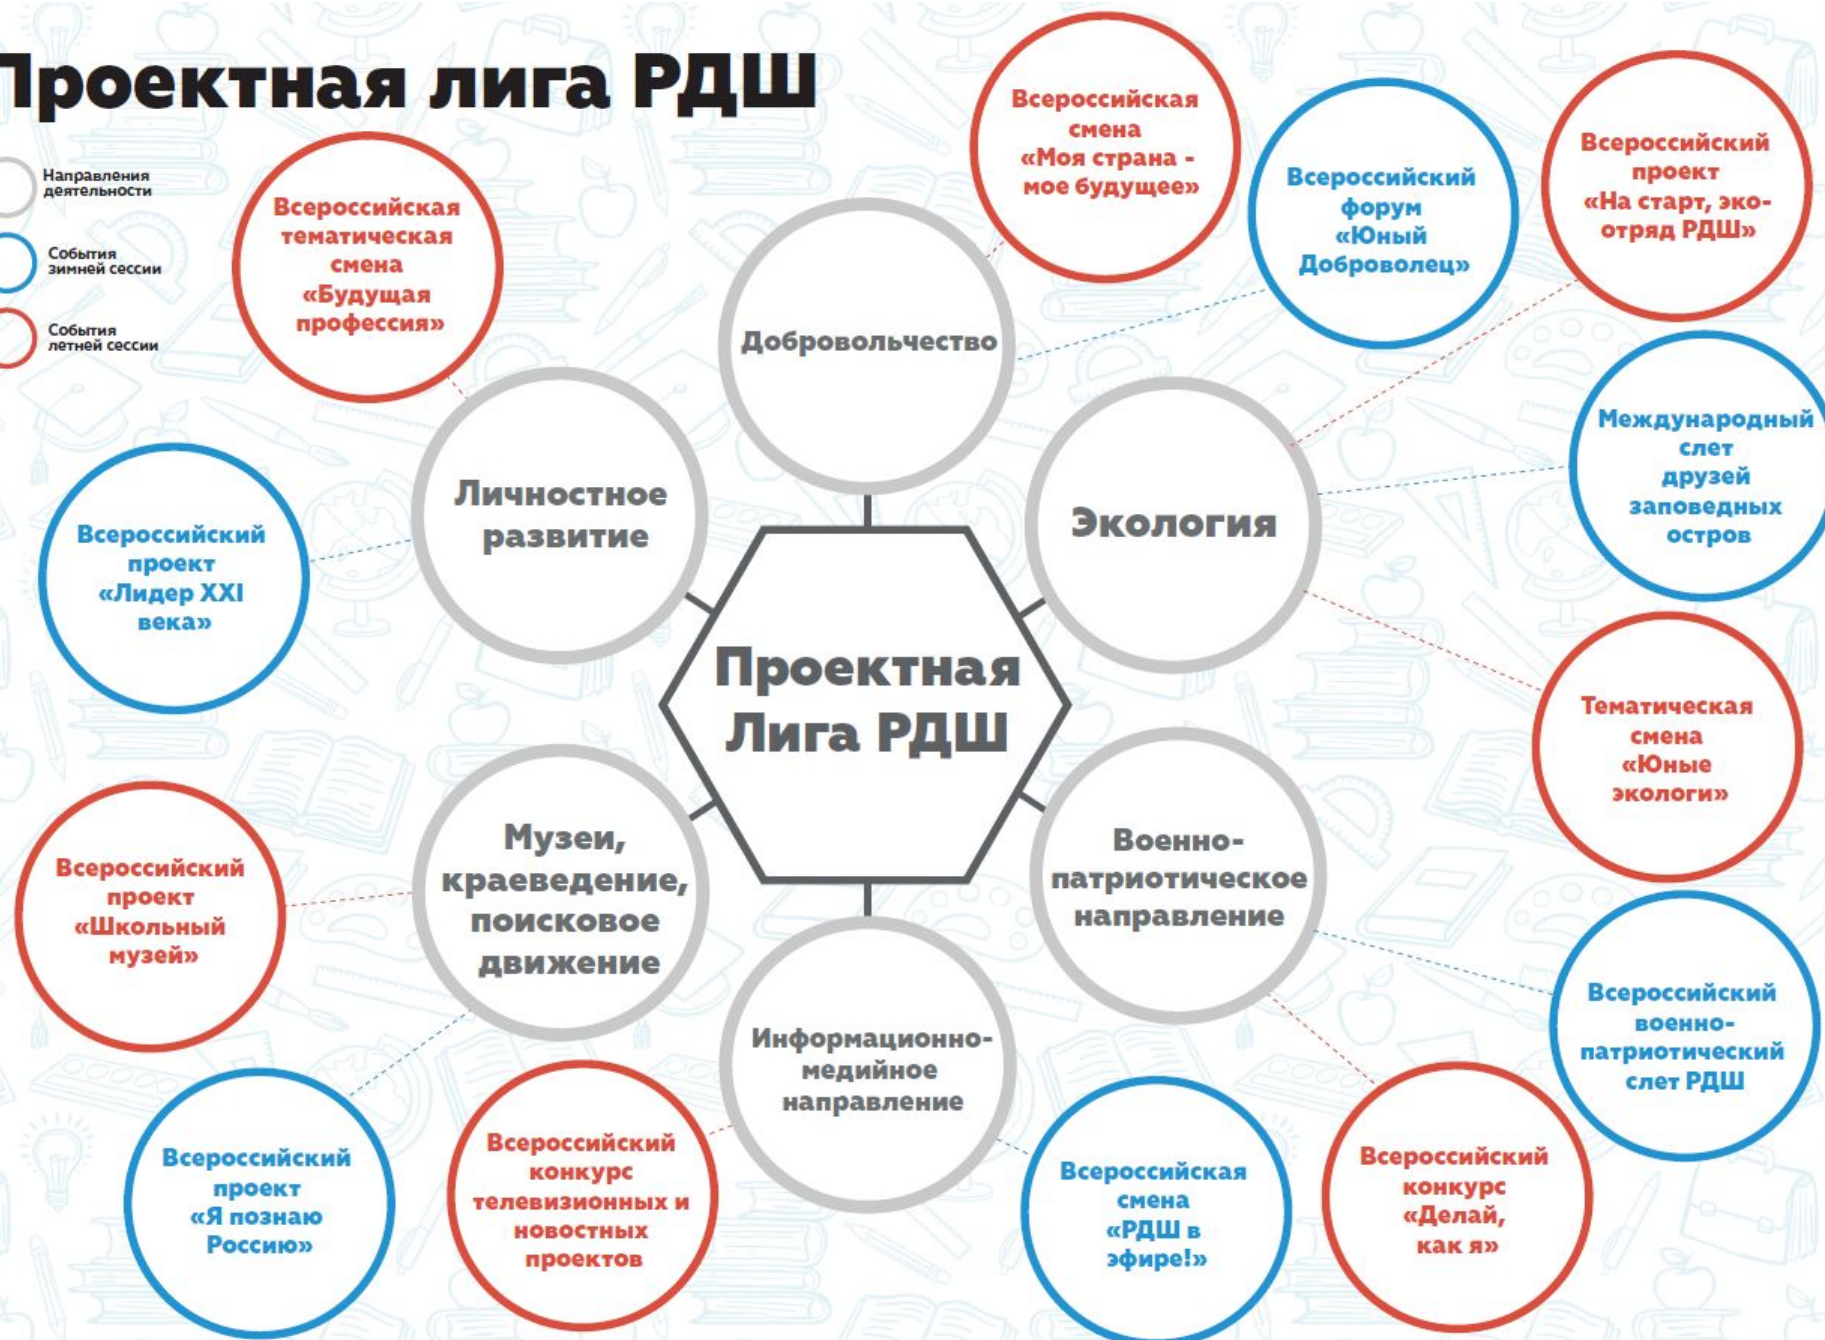 Проектная лига РДШ
Направления
деятельности
События
зимней сессии
События
летней сессии
Всероссийская
тематическая
смена
«Будущая
профессия»
Всероссийская
смена
«Моя страна -
мое будущее»
Всероссийский
форум
«Юный
Доброволец»
Всероссийский
проект
«На старт, эко-
отряд РДШ»
Добровольчество
Личностное
развитие
Экология
Международный
слет
друзей
заповедных
остров
Всероссийский
проект
«Лидер XXI
века»
Проектная
Лига РДШ
Тематическая
смена
«Юные
экологи»
Музеи,
краеведение,
поисковое
движение
Военно-
патриотическое
направление
Всероссийский
проект
«Школьный
музей»
Информационно-
медийное
направление
Всероссийский
военно-
патриотический
слет РДШ
Всероссийский
проект
«Я познаю
Россию»
Всероссийский
конкурс
телевизионных и
новостных
проектов
Всероссийская
смена
«РДШ в
эфире!»
Всероссийский
конкурс
«Делай,
как я»